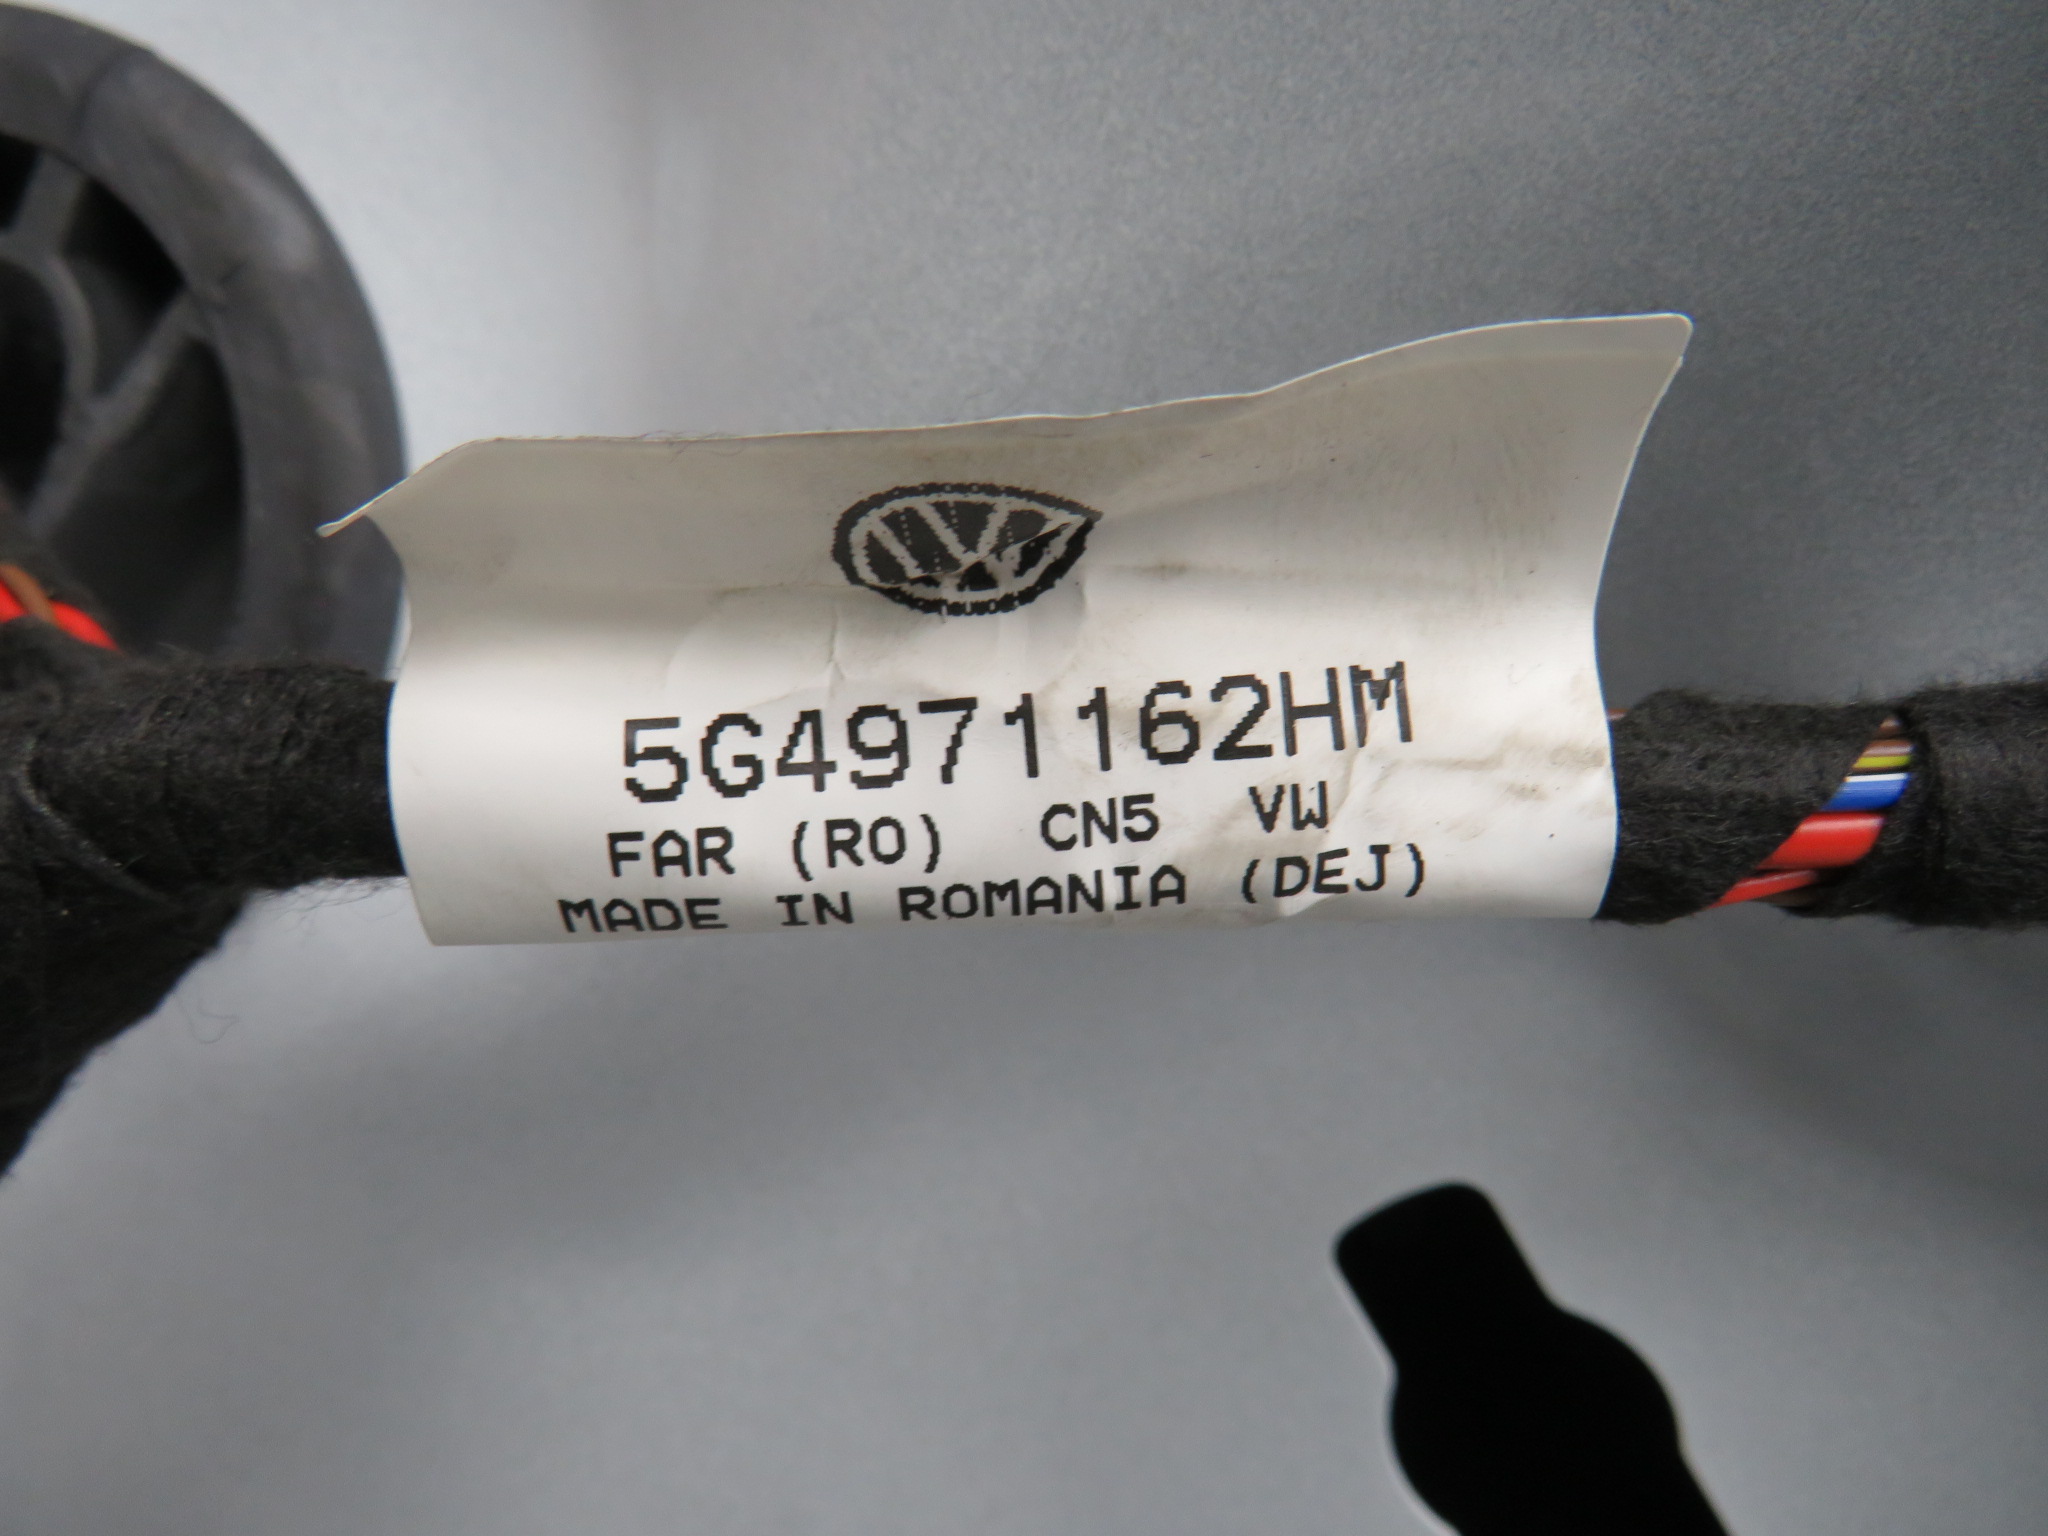 5G4971162HM
FAR (RO) CN5 VW
MADE IN ROMANIA (DEJ)